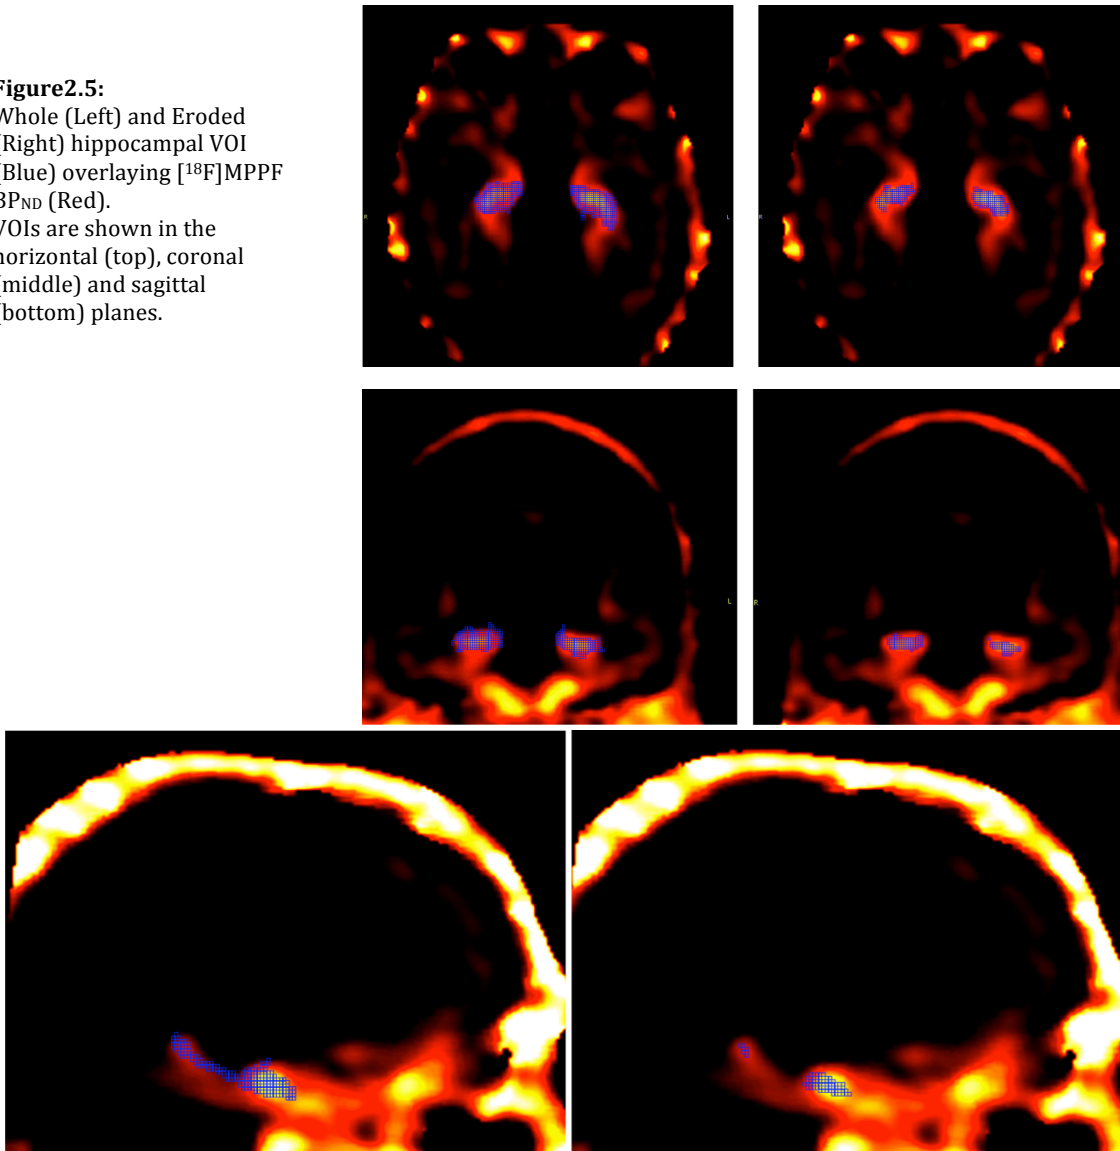 Figure2.5:
Whole (Left) and Eroded
(Right) hippocampal VOI
(Blue) overlaying [¹⁸F]MPPF
BP_ND (Red).
VOIs are shown in the
horizontal (top), coronal
(middle) and sagittal
(bottom) planes.
R L R
L R